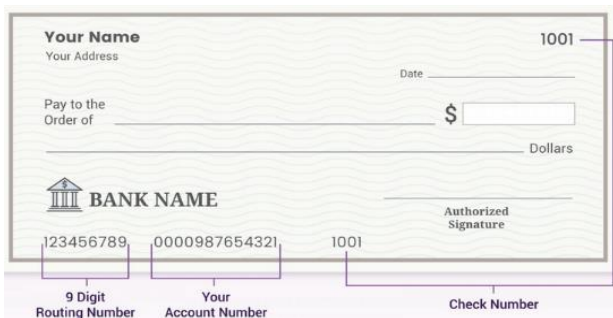 Your Name 1001
Your Address
Date
Pay to the
Order of $
Dollars
BANK NAME
Authorized
Signature
123456789 0000987654321 1001
9 Digit Your Check Number
Routing Number Account Number